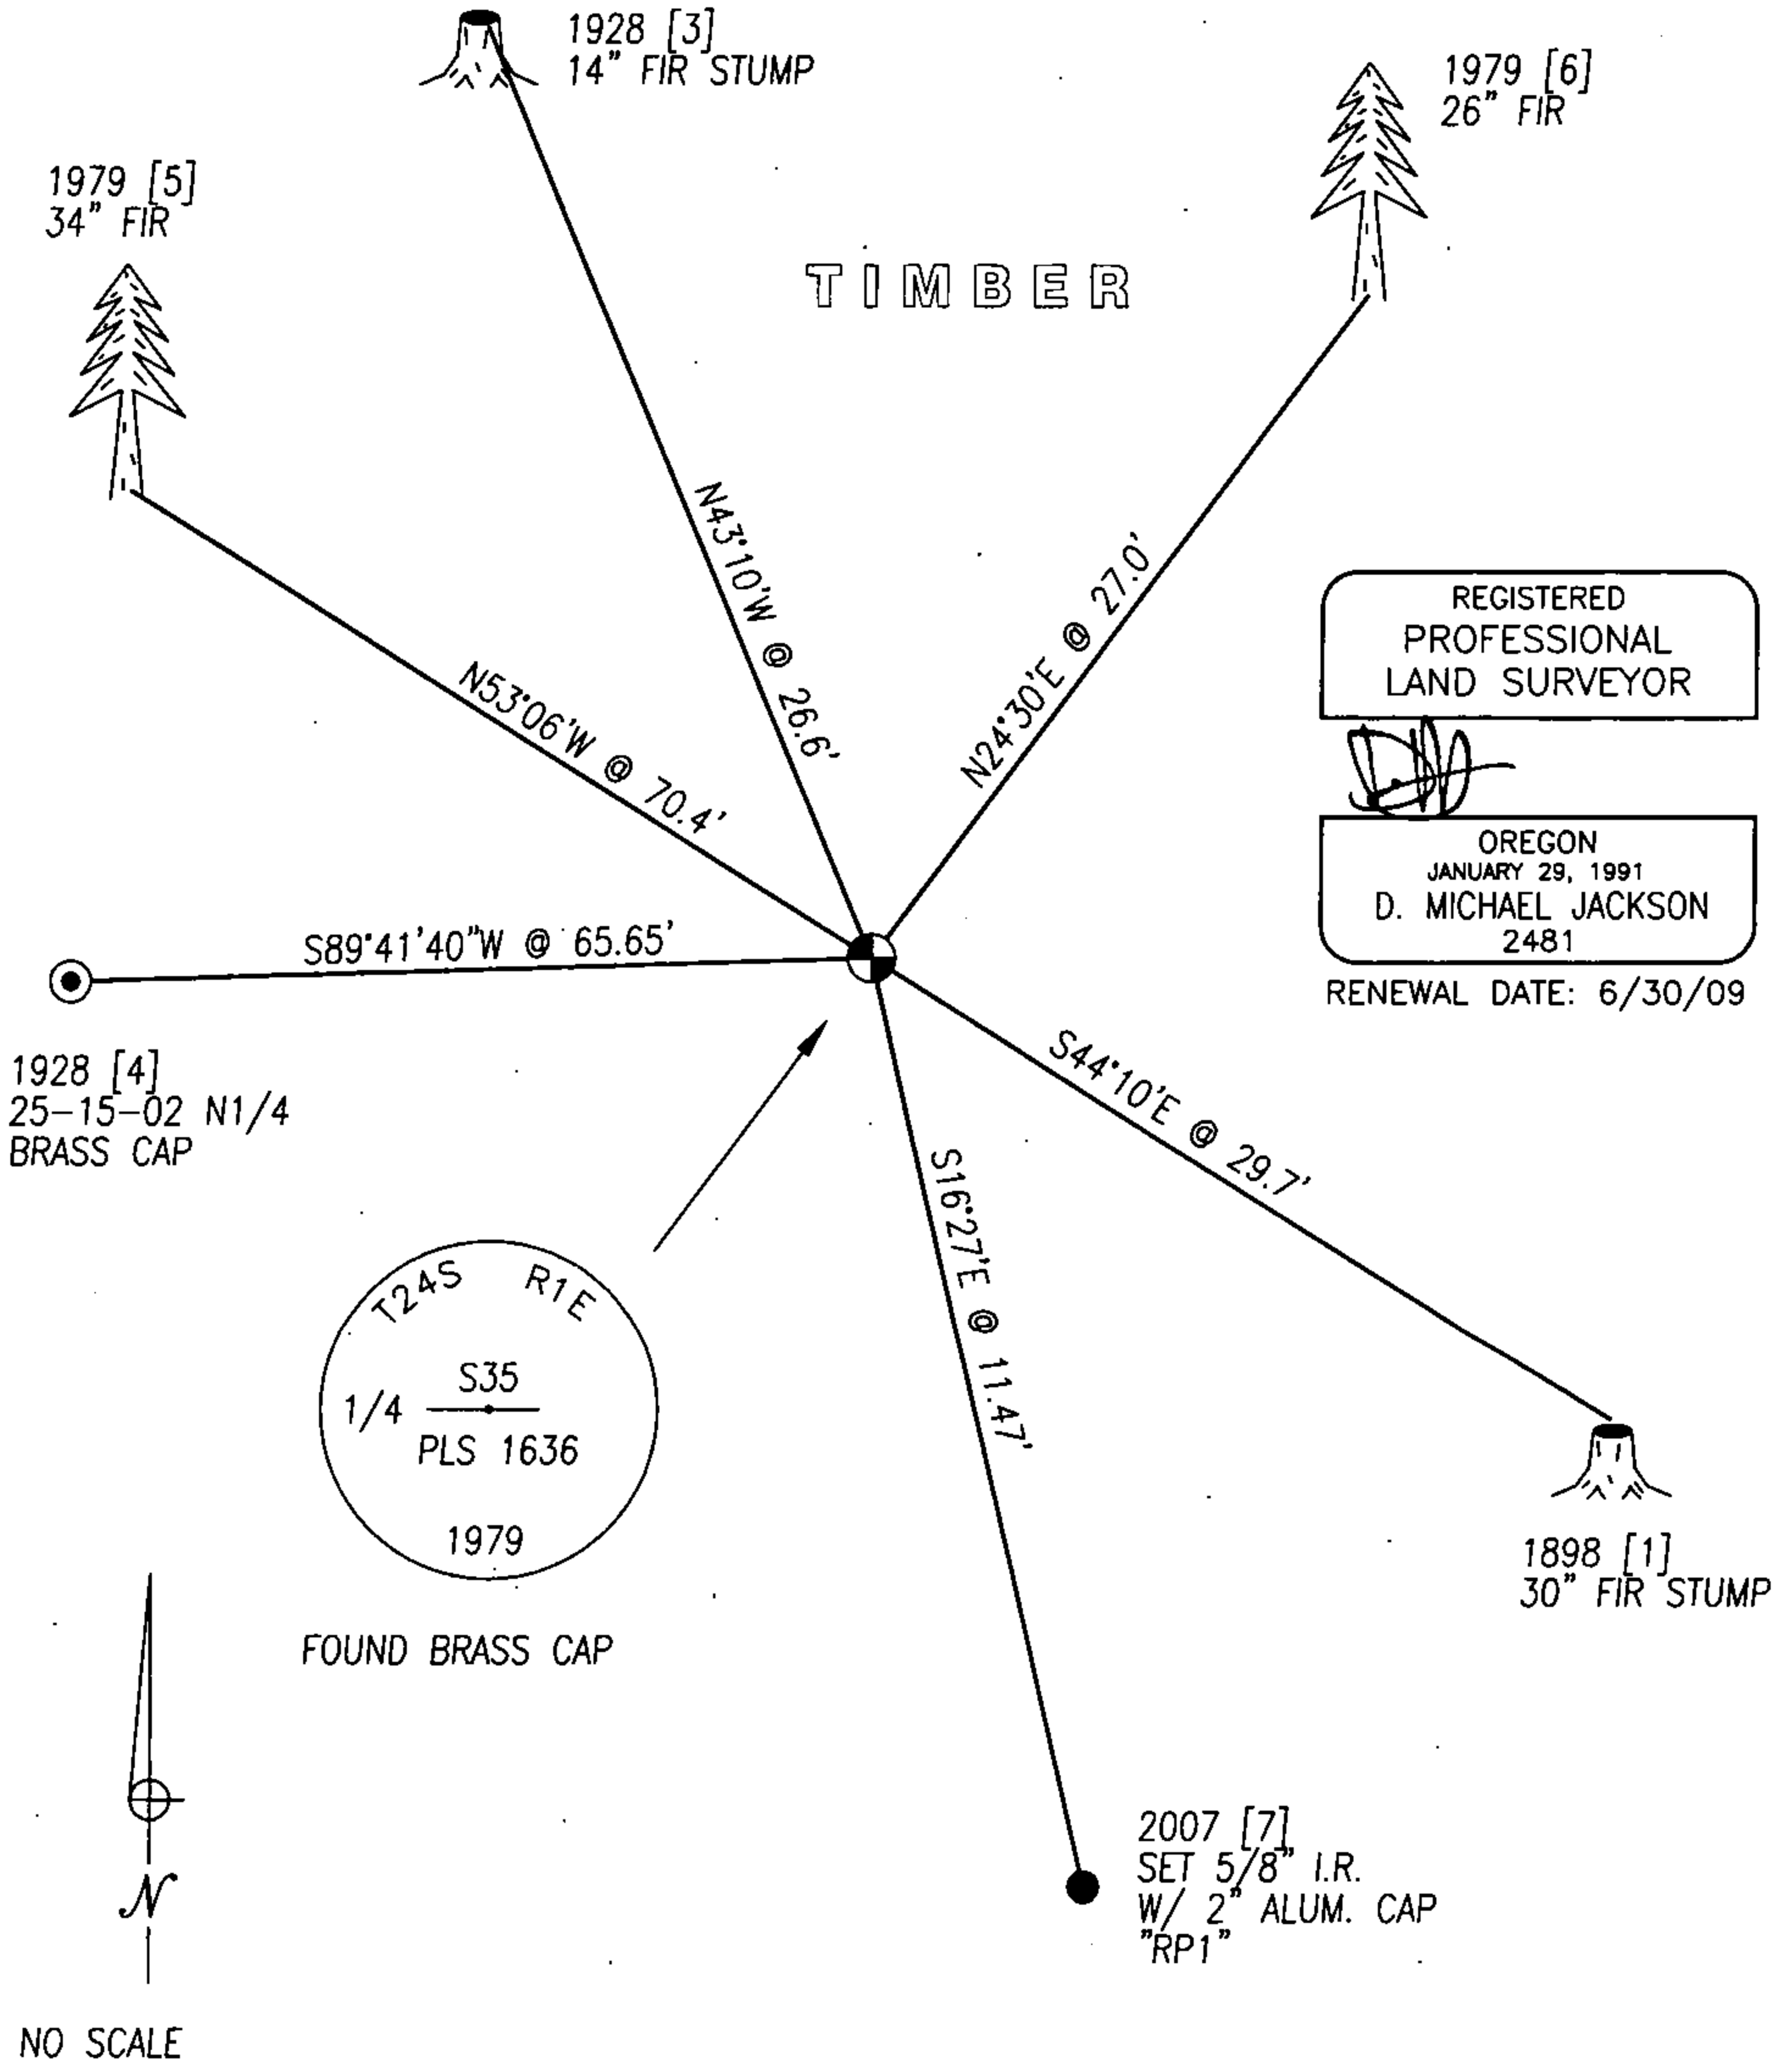 1928 [3]
14" FIR STUMP
1979 [6]
26" FIR
1979 [5]
34" FIR
TIMBER
N43°10'W @ 26.6'
N24°30'E @ 27.0'
N53°06'W @ 70.4'
REGISTERED
PROFESSIONAL
LAND SURVEYOR
OREGON
JANUARY 29, 1991
D. MICHAEL JACKSON
2481
RENEWAL DATE: 6/30/09
S89°41'40"W @ 65.65'
1928 [4]
25-15-02 N1/4
BRASS CAP
S44°10'E @ 29.7'
S16°27'E @ 11.47'
T24S R1E
S35
1/4
PLS 1636
1979
FOUND BRASS CAP
1898 [1]
30" FIR STUMP
2007 [7]
SET 5/8" I.R.
W/ 2" ALUM. CAP
"RP1"
N
NO SCALE